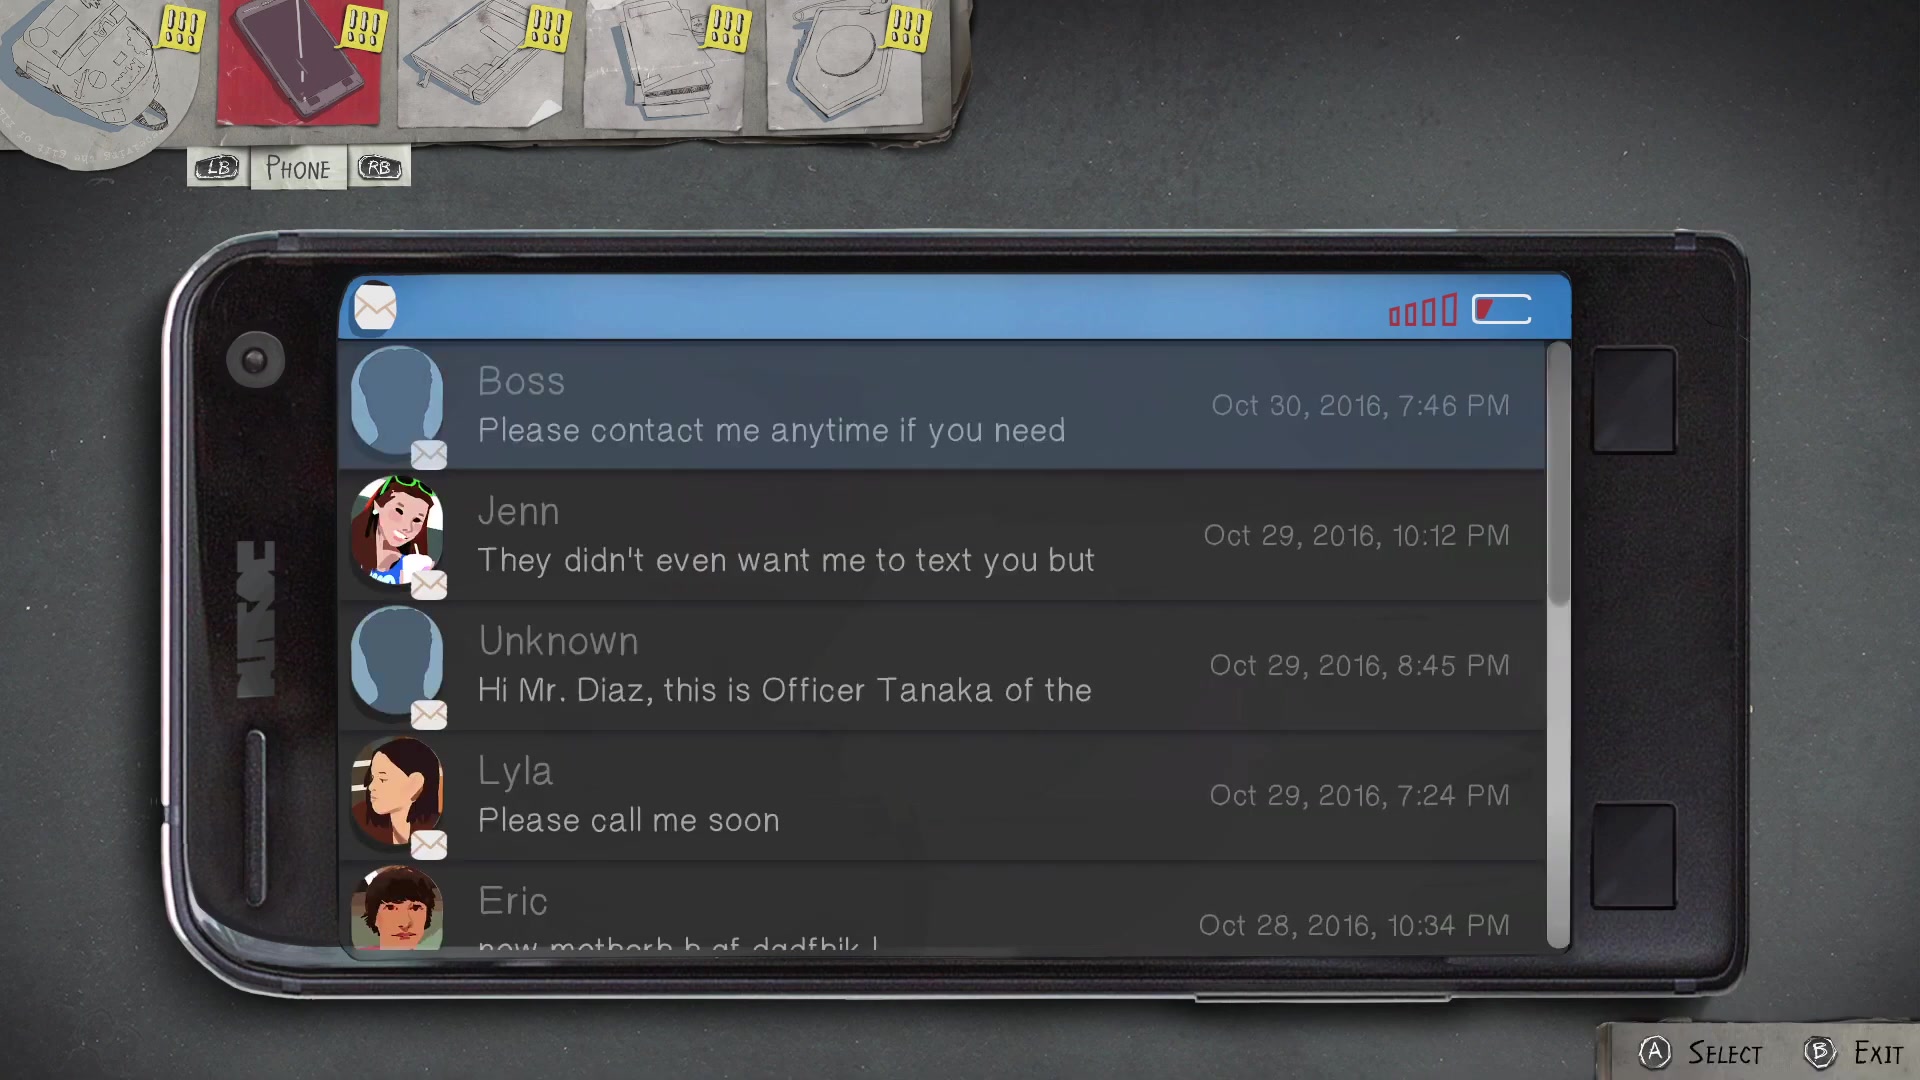 LB PHONE RB
Boss
Oct 30, 2016, 7:46 PM
Please contact me anytime if you need
Jenn
Oct 29, 2016, 10:12 PM
They didn't even want me to text you but
Unknown
Oct 29, 2016, 8:45 PM
Hi Mr. Diaz, this is Officer Tanaka of the
Lyla
Oct 29, 2016, 7:24 PM
Please call me soon
Eric
Oct 28, 2016, 10:34 PM
A SELECT B EXIT